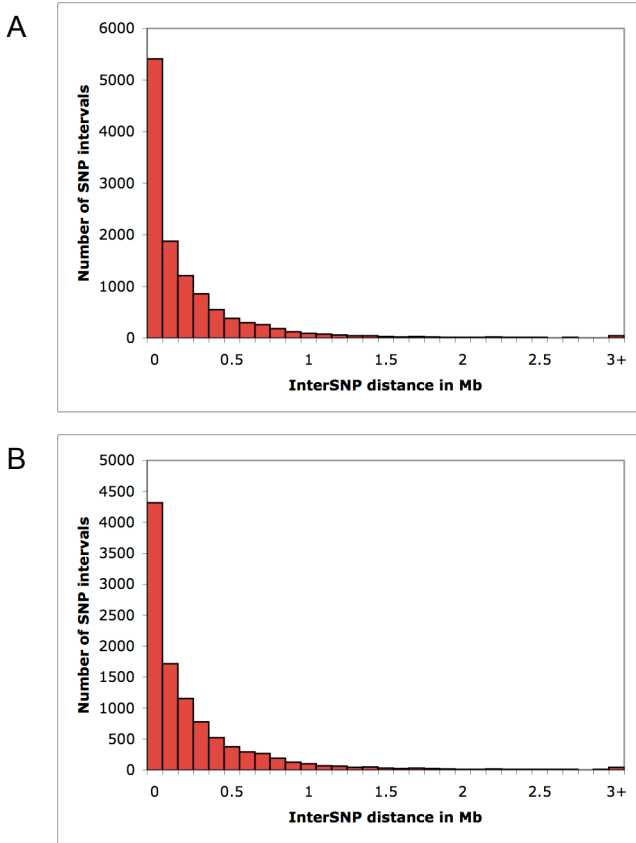 A
6000
5000
4000
3000
2000
1000
0
Number of SNP intervals
0 0.5 1 1.5 2 2.5 3+
InterSNP distance in Mb
B
5000
4500
4000
3500
3000
2500
2000
1500
1000
500
0
Number of SNP intervals
0 0.5 1 1.5 2 2.5 3+
InterSNP distance in Mb